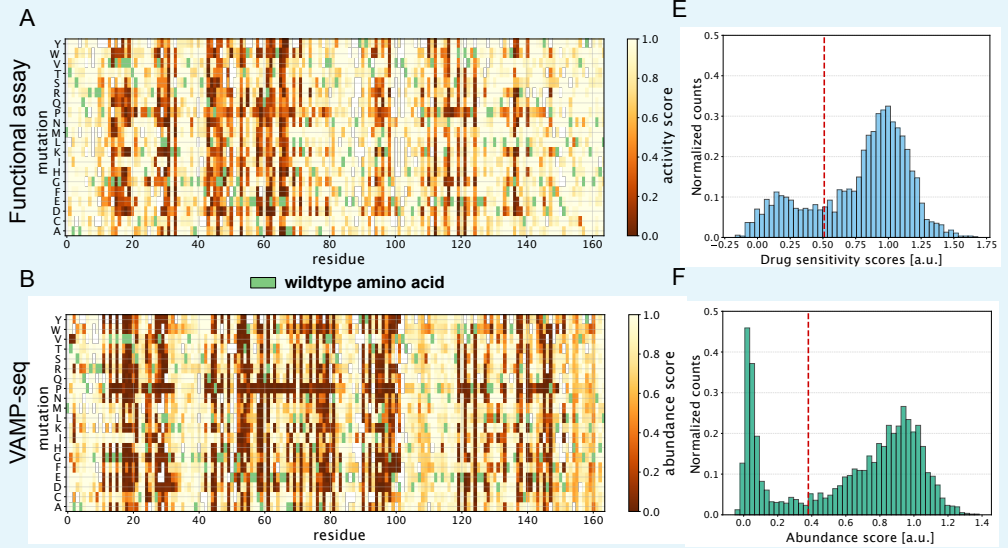 A
Functional assay
mutation
Y
W
V
T
S
R
Q
P
N
M
L
K
I
H
G
F
E
D
C
A
0 20 40 60 80 100 120 140 160
residue
1.0
0.8
0.6
0.4
0.2
0.0
activity score
wildtype amino acid
B
VAMP-seq
mutation
Y
W
V
T
S
R
Q
P
N
M
L
K
I
H
G
F
E
D
C
A
0 20 40 60 80 100 120 140 160
residue
1.0
0.8
0.6
0.4
0.2
0.0
abundance score
E
Normalized counts
0.5
0.4
0.3
0.2
0.1
0.0
−0.25 0.00 0.25 0.50 0.75 1.00 1.25 1.50 1.75
Drug sensitivity scores [a.u.]
F
Normalized counts
0.5
0.4
0.3
0.2
0.1
0.0
0.0 0.2 0.4 0.6 0.8 1.0 1.2 1.4
Abundance score [a.u.]